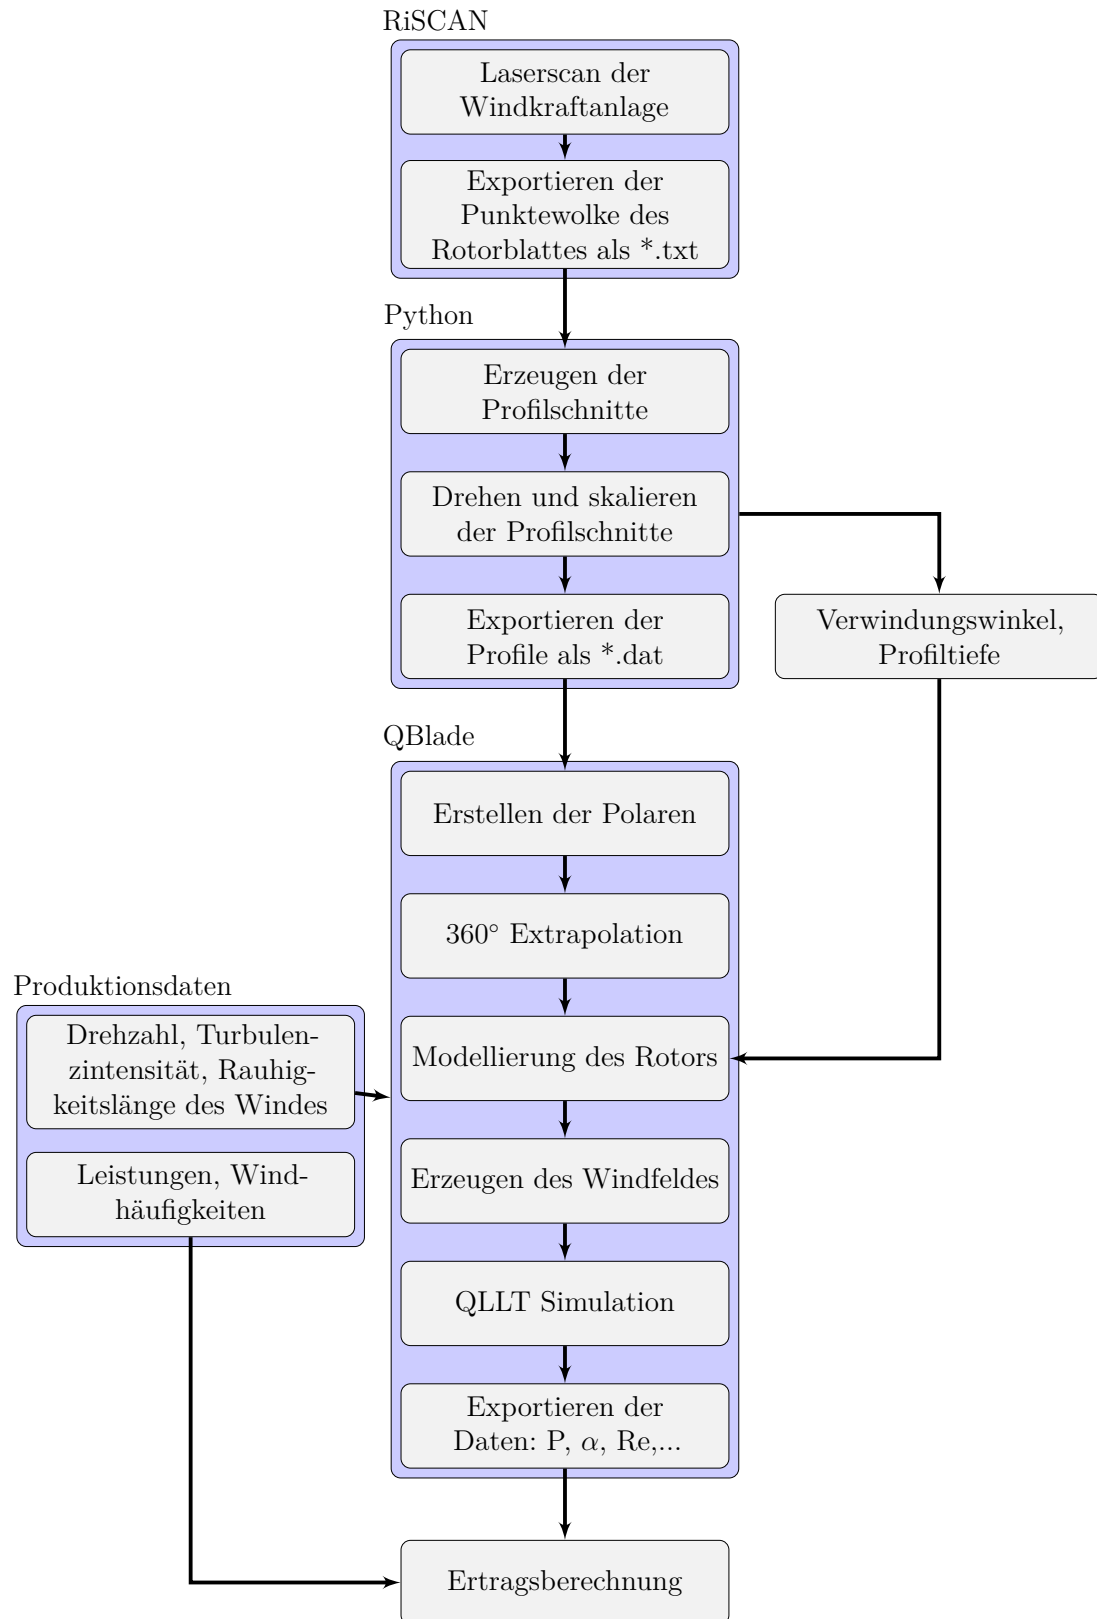 RiSCAN
Laserscan der
Windkraftanlage
Exportieren der
Punktewolke des
Rotorblattes als *.txt
Python
Erzeugen der
Profilschnitte
Drehen und skalieren
der Profilschnitte
Exportieren der
Profile als *.dat
Verwindungswinkel,
Profiltiefe
QBlade
Erstellen der Polaren
360° Extrapolation
Modellierung des Rotors
Erzeugen des Windfeldes
QLLT Simulation
Exportieren der
Daten: P, α, Re,...
Produktionsdaten
Drehzahl, Turbulen-
zintensität, Rauhig-
keitslänge des Windes
Leistungen, Wind-
häufigkeiten
Ertragsberechnung